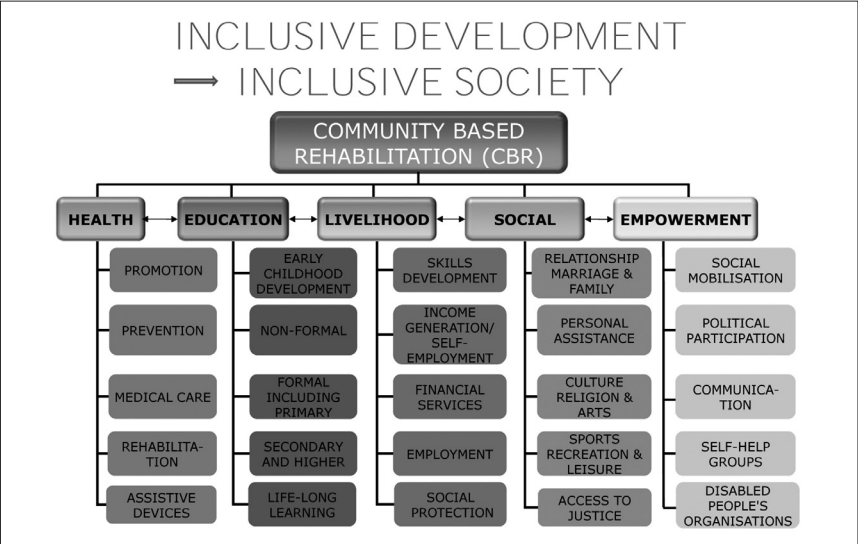 INCLUSIVE DEVELOPMENT
INCLUSIVE SOCIETY
COMMUNITY BASED
REHABILITATION (CBR)
HEALTH
EDUCATION
LIVELIHOOD
SOCIAL
EMPOWERMENT
PROMOTION
PREVENTION
MEDICAL CARE
REHABILITA-
TION
ASSISTIVE
DEVICES
EARLY
CHILDHOOD
DEVELOPMENT
NON-FORMAL
FORMAL
INCLUDING
PRIMARY
SECONDARY
AND HIGHER
LIFE-LONG
LEARNING
SKILLS
DEVELOPMENT
INCOME
GENERATION/
SELF-
EMPLOYMENT
FINANCIAL
SERVICES
EMPLOYMENT
SOCIAL
PROTECTION
RELATIONSHIP
MARRIAGE &
FAMILY
PERSONAL
ASSISTANCE
CULTURE
RELIGION &
ARTS
SPORTS
RECREATION &
LEISURE
ACCESS TO
JUSTICE
SOCIAL
MOBILISATION
POLITICAL
PARTICIPATION
COMMUNICA-
TION
SELF-HELP
GROUPS
DISABLED
PEOPLE'S
ORGANISATIONS